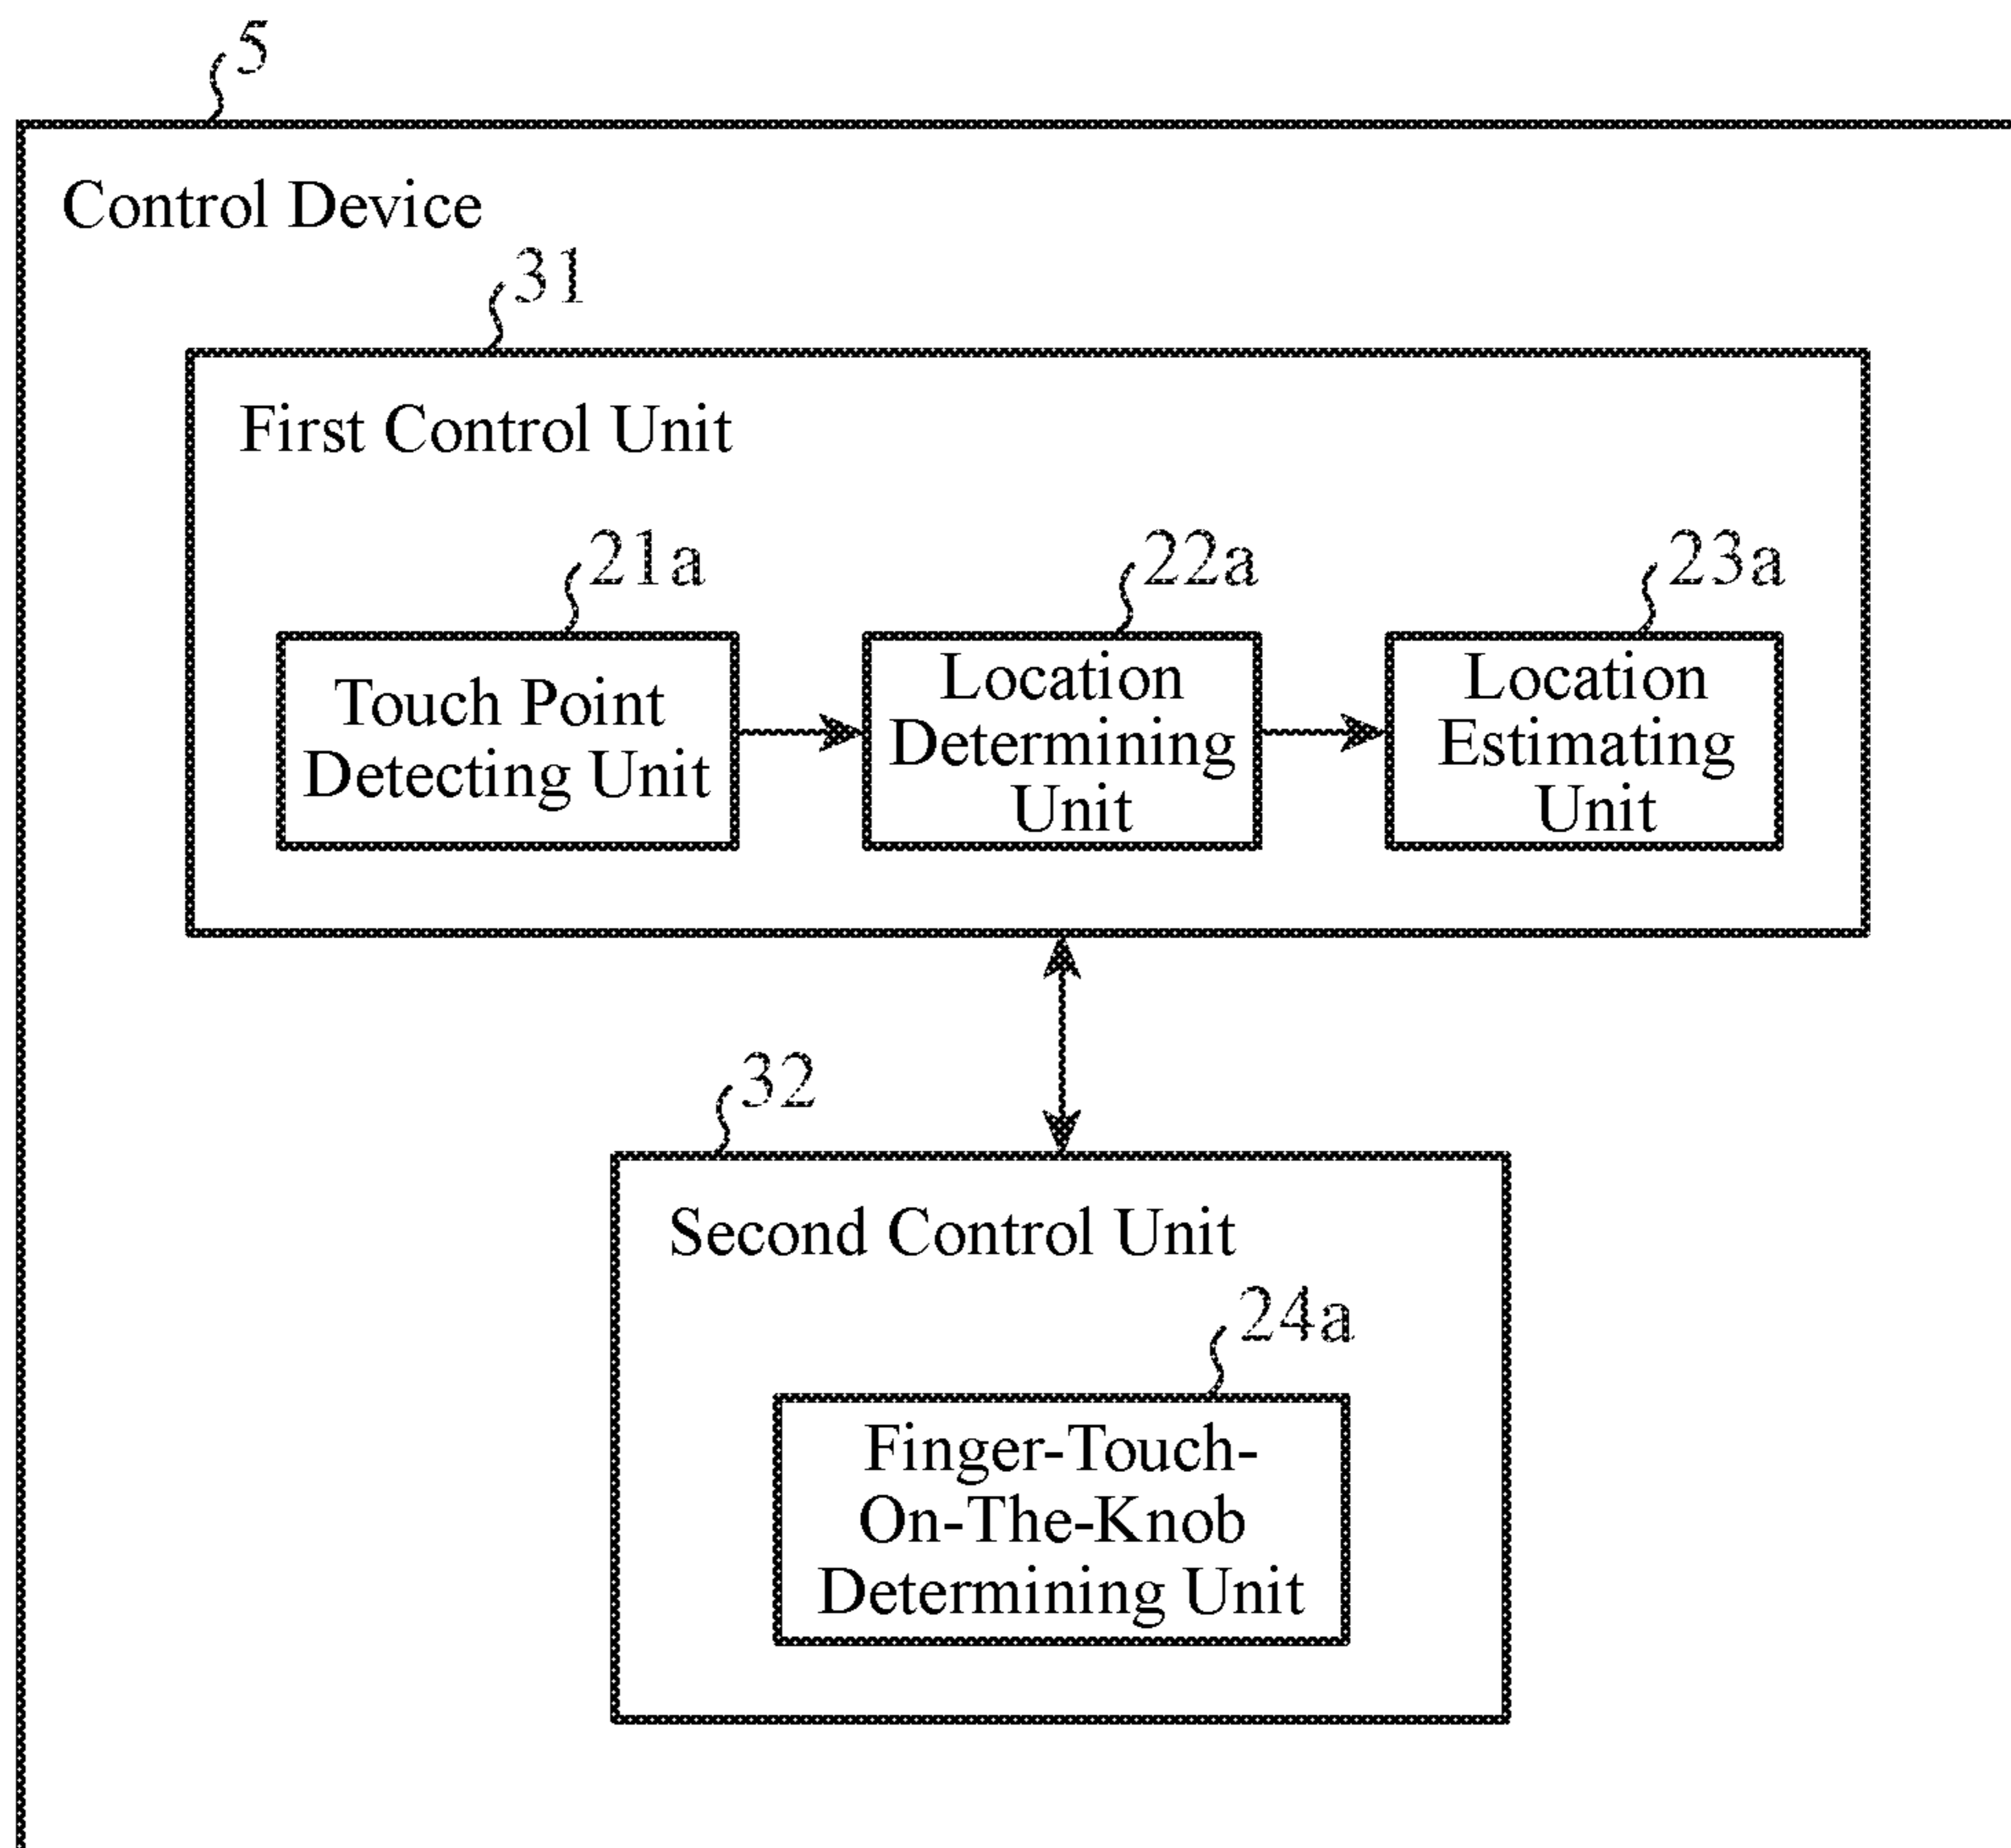 5
Control Device
31
First Control Unit
21a
22a
23a
Touch Point
Detecting Unit
Location
Determining
Unit
Location
Estimating
Unit
32
Second Control Unit
24a
Finger-Touch-
On-The-Knob
Determining Unit